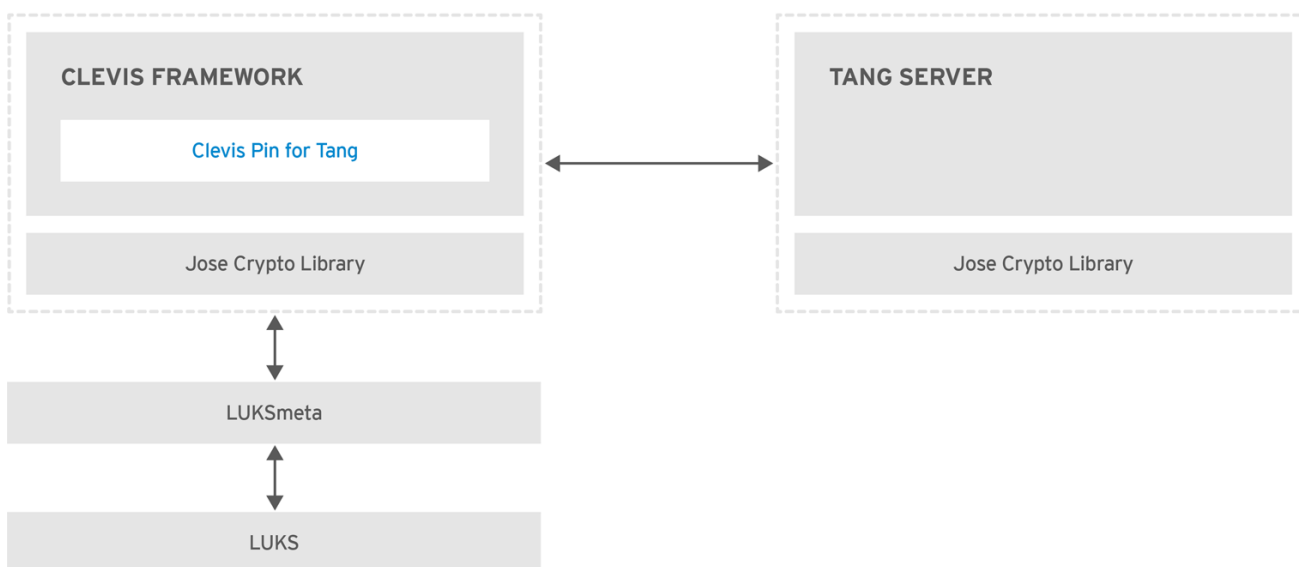 CLEVIS FRAMEWORK
Clevis Pin for Tang
Jose Crypto Library
TANG SERVER
Jose Crypto Library
LUKSmeta
LUKS